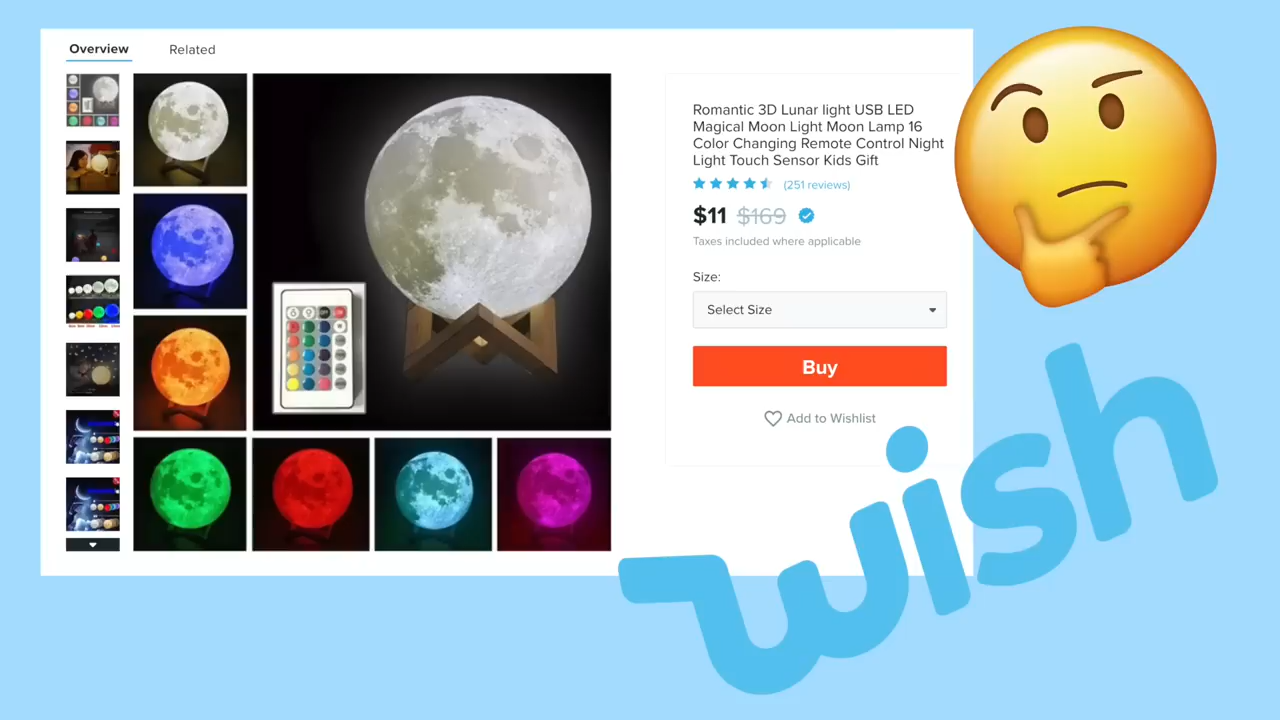 Overview
Related
Romantic 3D Lunar light USB LED
Magical Moon Light Moon Lamp 16
Color Changing Remote Control Night
Light Touch Sensor Kids Gift
(251 reviews)
$11 $169
Taxes included where applicable
Size:
Select Size
Buy
Add to Wishlist
wish